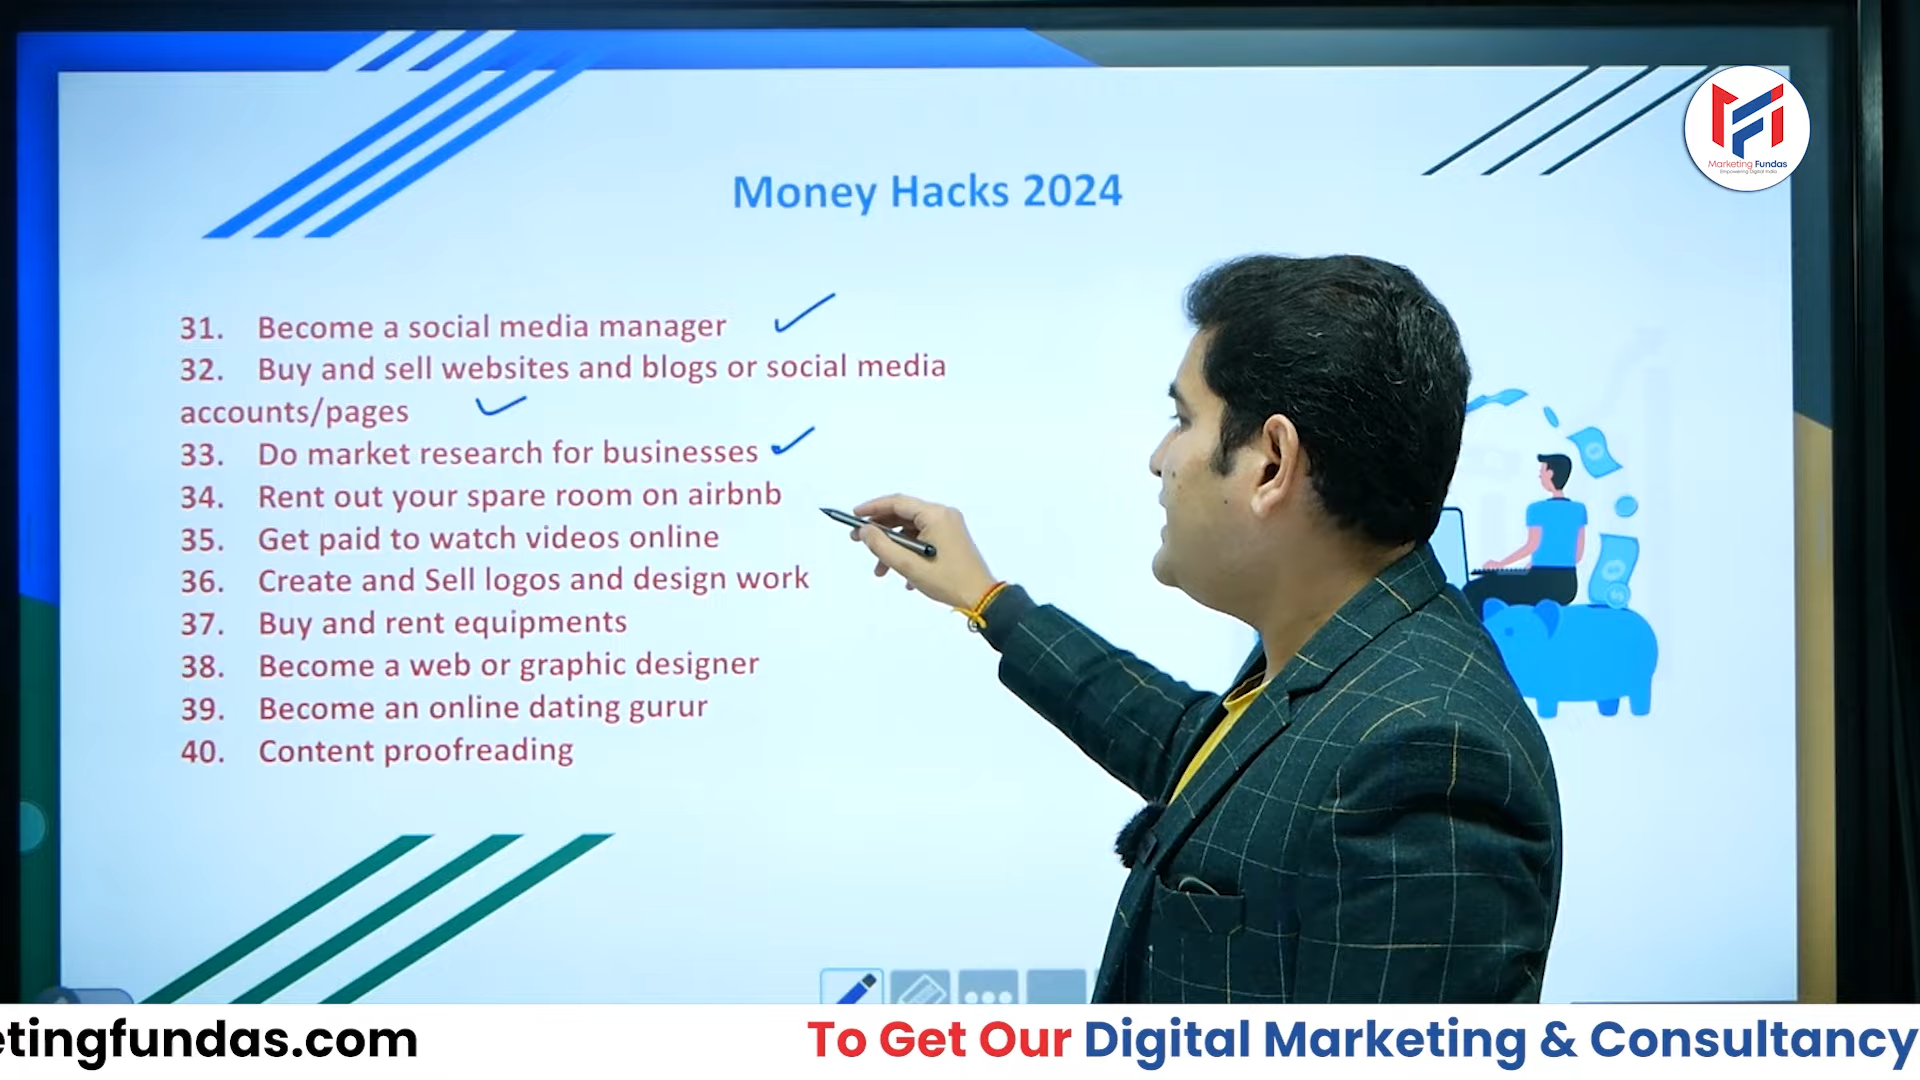 Marketing Fundas
Empowering Digital India
Money Hacks 2024
31. Become a social media manager
32. Buy and sell websites and blogs or social media
accounts/pages
33. Do market research for businesses
34. Rent out your spare room on airbnb
35. Get paid to watch videos online
36. Create and Sell logos and design work
37. Buy and rent equipments
38. Become a web or graphic designer
39. Become an online dating gurur
40. Content proofreading
etingfundas.com To Get Our Digital Marketing & Consultancy